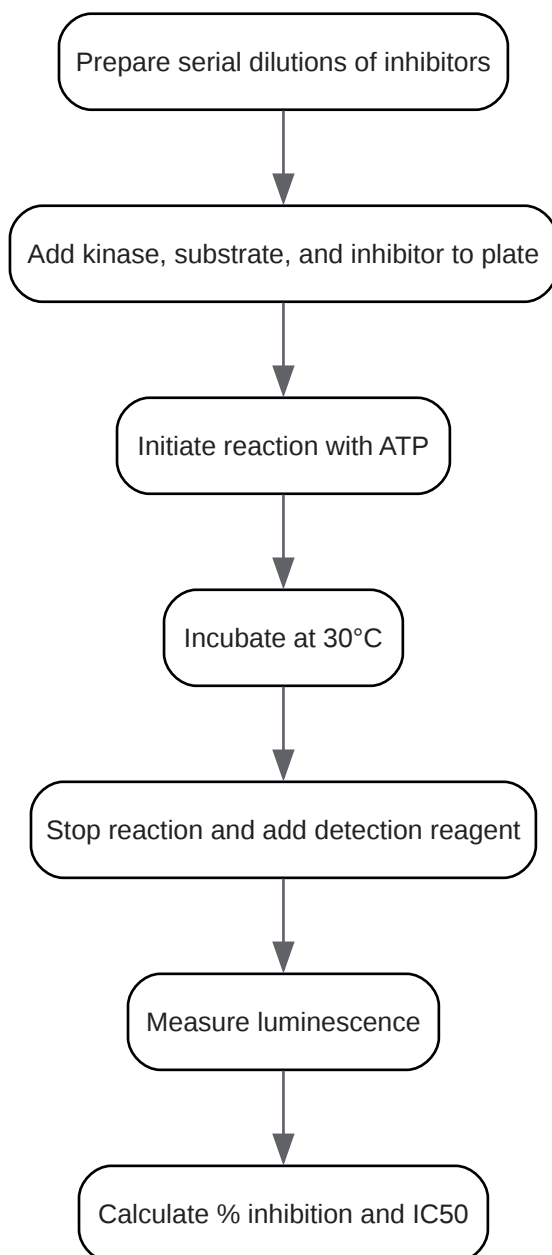 Prepare serial dilutions of inhibitors
Add kinase, substrate, and inhibitor to plate
Initiate reaction with ATP
Incubate at 30°C
Stop reaction and add detection reagent
Measure luminescence
Calculate % inhibition and IC50